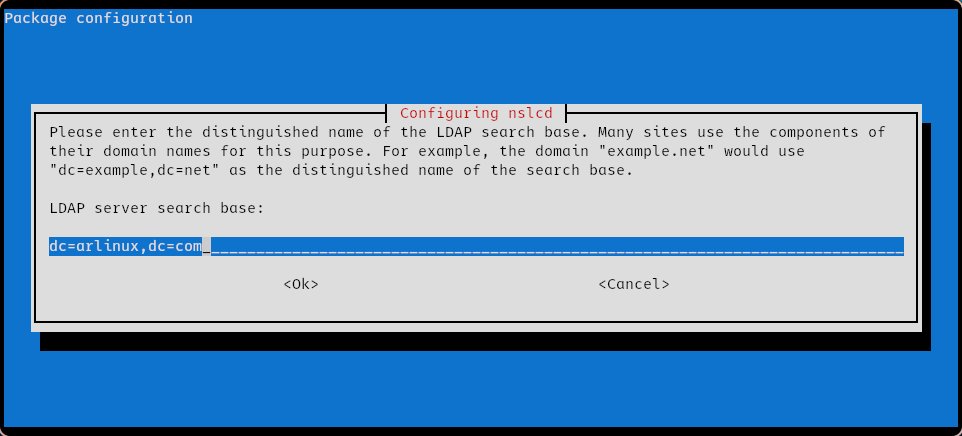 Package configuration
Configuring nslcd
Please enter the distinguished name of the LDAP search base. Many sites use the components of
their domain names for this purpose. For example, the domain "example.net" would use
"dc=example,dc=net" as the distinguished name of the search base.
LDAP server search base:
dc=arlinux,dc=com
<Ok> <Cancel>